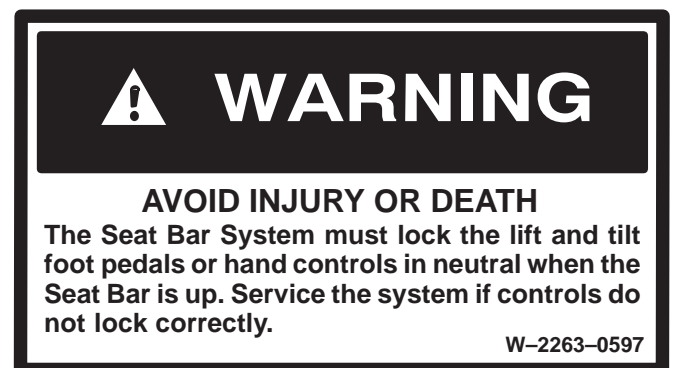 WARNING
AVOID INJURY OR DEATH
The Seat Bar System must lock the lift and tilt
foot pedals or hand controls in neutral when the
Seat Bar is up. Service the system if controls do
not lock correctly.
W–2263–0597